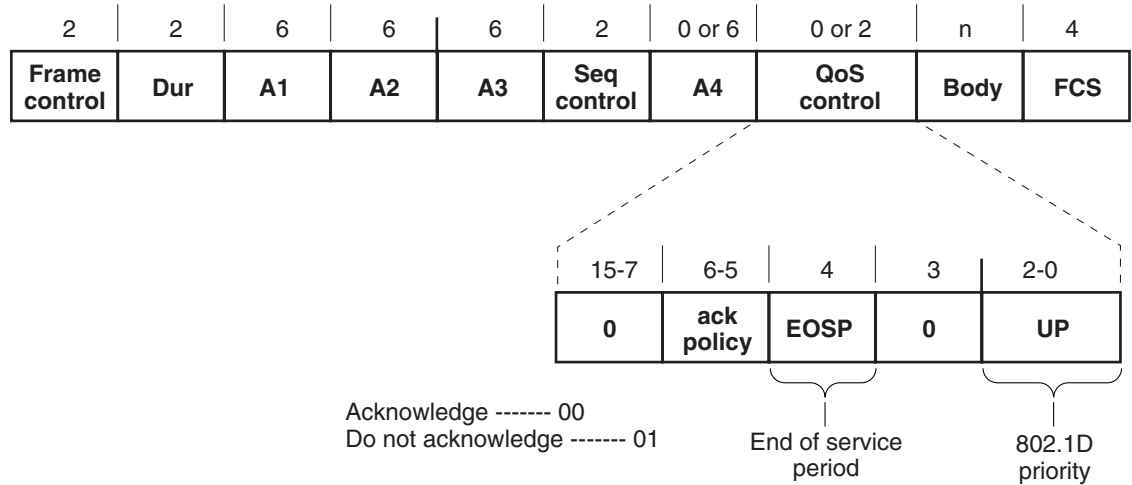 2 2 6 6 6 2 0 or 6 0 or 2 n 4
Frame control Dur A1 A2 A3 Seq control A4 QoS control Body FCS
15-7 6-5 4 3 2-0
0 ack policy EOSP 0 UP
Acknowledge ------- 00
Do not acknowledge ------- 01
End of service
period
802.1D
priority